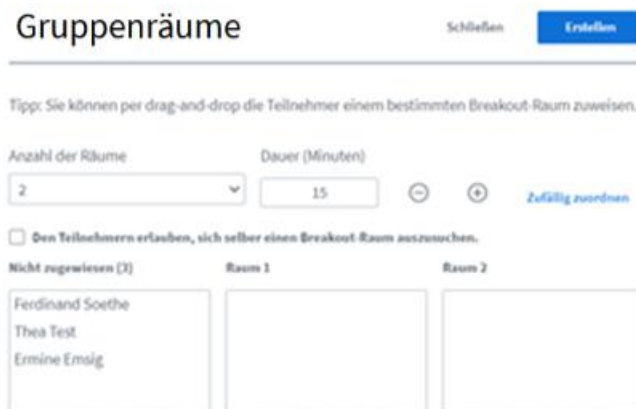 Gruppenräume
Schließen
Erstellen
Tipp: Sie können per drag-and-drop die Teilnehmer einem bestimmten Breakout-Raum zuweisen.
Anzahl der Räume
Dauer (Minuten)
2
15
Zufällig zuordnen
Den Teilnehmern erlauben, sich selber einen Breakout-Raum auszusuchen.
Nicht zugewiesen (3)
Raum 1
Raum 2
Ferdinand Soethe
Thea Test
Ermine Emsig